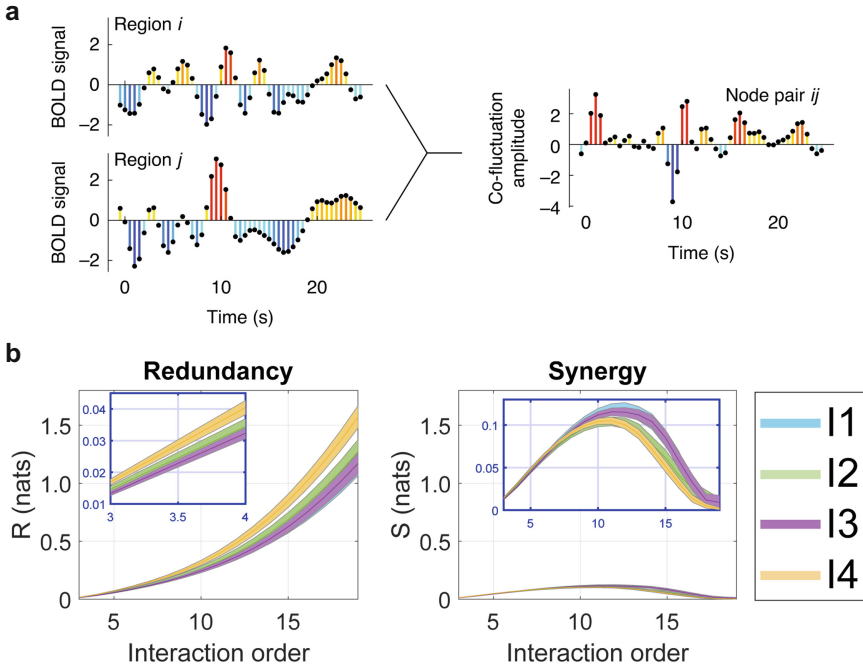 a
Region i
BOLD signal
2
0
−2
Region j
BOLD signal
2
0
−2
0 10 20
Time (s)
Node pair ij
Co-fluctuation
amplitude
2
0
−2
−4
0 10 20
Time (s)
b
Redundancy
R (nats)
1.5
1.0
0.5
0
0.04
0.03
0.02
0.01
3 3.5 4
5 10 15
Interaction order
Synergy
S (nats)
1.5
1.0
0.5
0
0.1
0.05
0
5 10 15
5 10 15
Interaction order
I1
I2
I3
I4